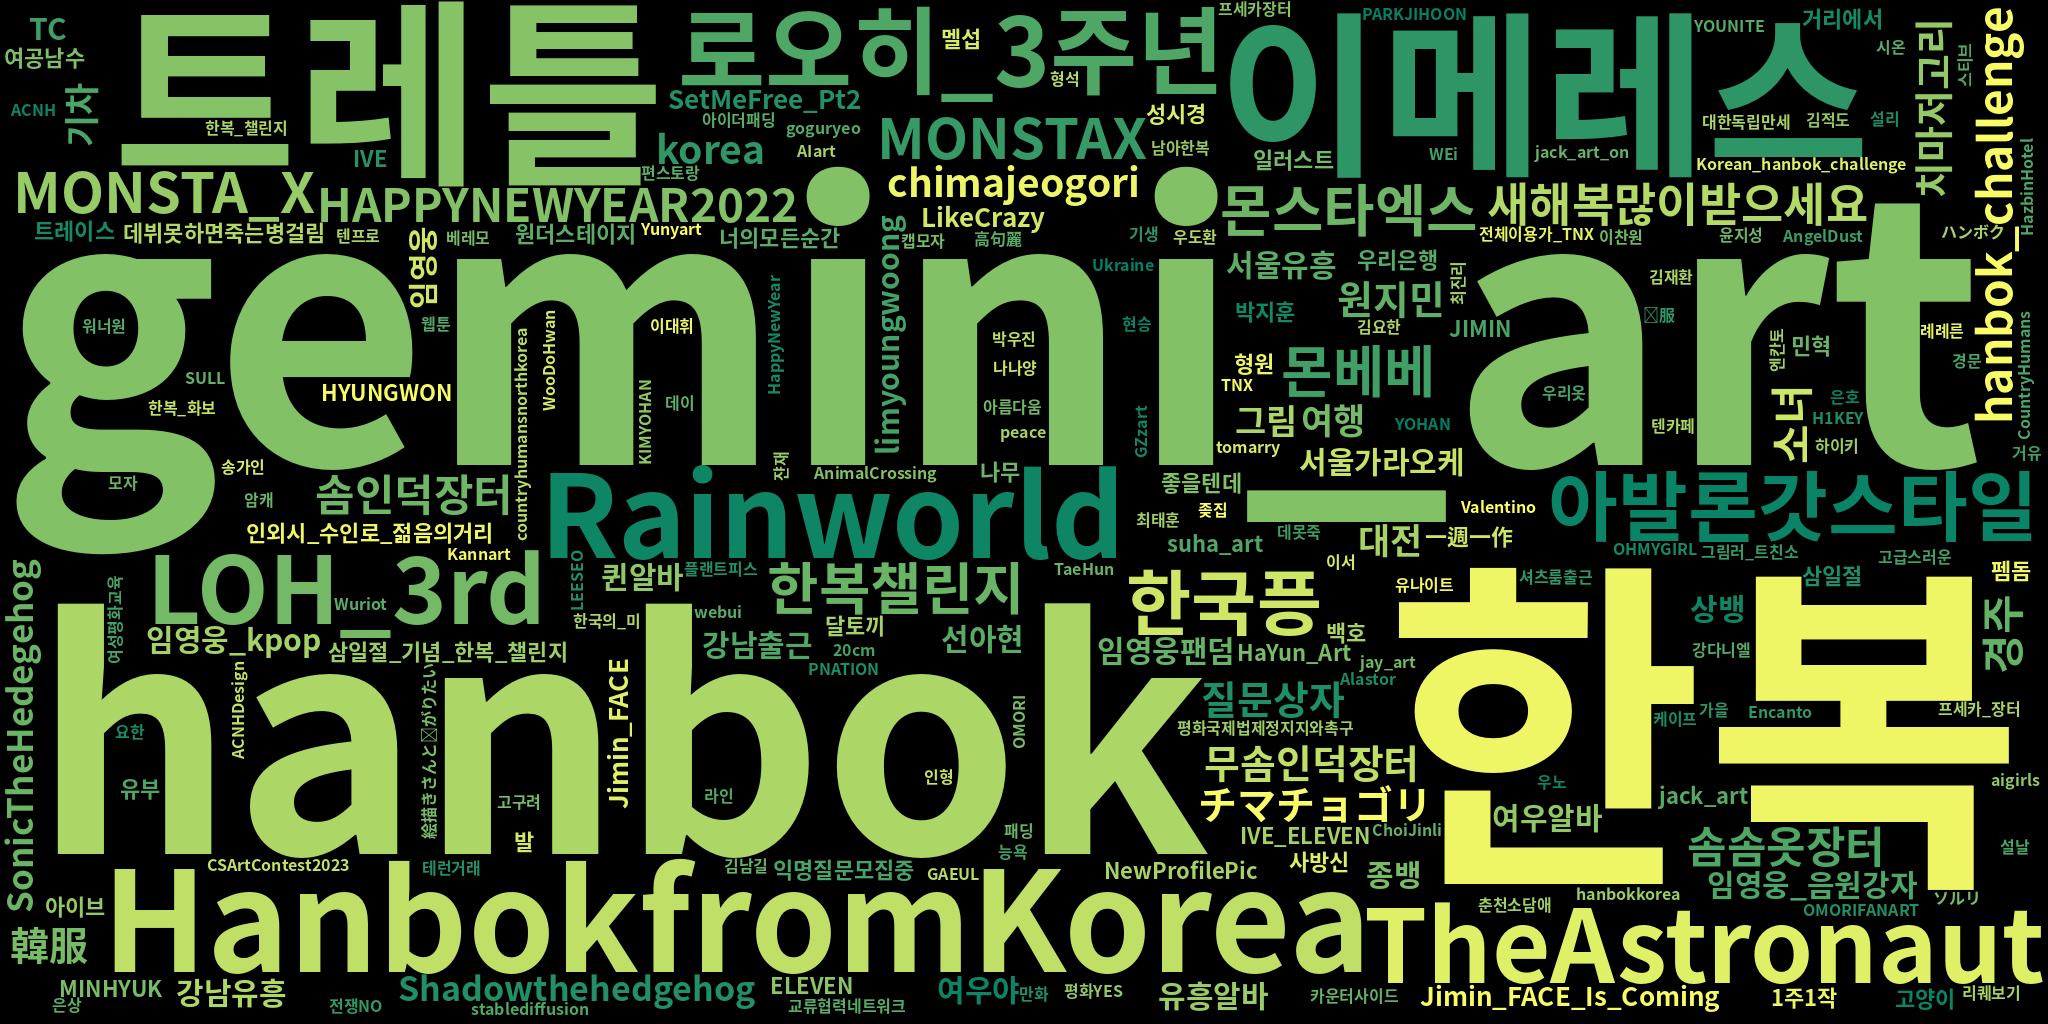 TC
여공남수
ACNH
기차
트레틀
한복_챌린지
IVE
로오히_3주년
멜섭
형석
SetMeFree_Pt2
아이더패딩
goguryeo
AIart
korea
편스토랑
MONSTAX
성시경
남아한복
프세카장터
이메레스
PARKJIHOON
YOUNITE
거리에서
시온
스티브
치마저고리
hanbok_challenge
HazbinHotel
일러스트
WEi
jack_art_on
대한독립만세
김적도
설리
Korean_hanbok_challenge
MONSTA_X
HAPPYNEWYEAR2022
chimajeogori
LikeCrazy
몬스타엑스
새해복많이받으세요
트레이스
데뷔못하면죽는병걸림
텐프로
임영웅
베레모
원더스테이지
Yunyart
너의모든순간
캡모자
高句麗
기생
우도환
전체이용가_TNX
이찬원
윤지성
AngelDust
ハンボク
gemini_art
워너원
SULL
한복_화보
모자
송가인
암캐
웹툰
HYUNGWON
countryhumansnorthkorea
WooDoHwan
이대휘
KIMYOHAN
데이
HappyNewYear
잔재
limyoungwoong
박우진
나나양
아름다움
peace
Ukraine
현승
GZzart
서울유흥
우리은행
원지민
최진리
박지훈
김요한
JIMIN
형원
TNX
몬베베
그림
여행
YOHAN
tomarry
서울가라오케
김재환
服
엔칸토
민혁
우리옷
텐카페
소녀
은호
H1KEY
하이키
례례른
경문
CountryHumans
거유
솜인덕장터
인외시_수인로_젊음의거리
Kannart
Rainworld
AnimalCrossing
나무
좋을텐데
최태훈
좆집
suha_art
데못죽
대전
一週一作
Valentino
아발론갓스타일
OHMYGIRL
그림러_트친소
고급스러운
SonicTheHedgehog
여성평화교육
LOH_3rd
Wuriot
LEESEO
퀸알바
플랜트피스
한국의_미
webui
한복챌린지
TaeHun
한국풍
이서
백호
유나이트
셔츠룸출근
삼일절
펨돔
상뱅
경주
강다니엘
임영웅_kpop
삼일절_기념_한복_챌린지
강남출근
달토끼
20cm
PNATION
선아현
임영웅팬덤
HaYun_Art
jay_art
Alastor
질문상자
평화국제법제정지지와촉구
hanbok
한복
요한
유부
ACNHDesign
고구려
발
Jimin_FACE
라인
인형
OMORI
패딩
능욕
무솜인덕장터
チマチョゴリ
IVE_ELEVEN
ChoiJinli
케이프
가을
Encanto
프세카_장터
우노
jack_art
aigirls
여우알바
솜솜옷장터
설날
CSArtContest2023
테런거래
김남길
익명질문모집중
GAEUL
NewProfilePic
사방신
종뱅
hanbokkorea
춘천소담애
임영웅_음원강자
OMORIFANART
ソルリ
아이브
韓服
HanbokfromKorea
TheAstronaut
MINHYUK
은상
강남유흥
전쟁NO
Shadowthehedgehog
stablediffusion
ELEVEN
교류협력네트워크
여우야
만화
평화YES
유흥알바
카운터사이드
Jimin_FACE_Is_Coming
1주1작
고양이
리퀘보기